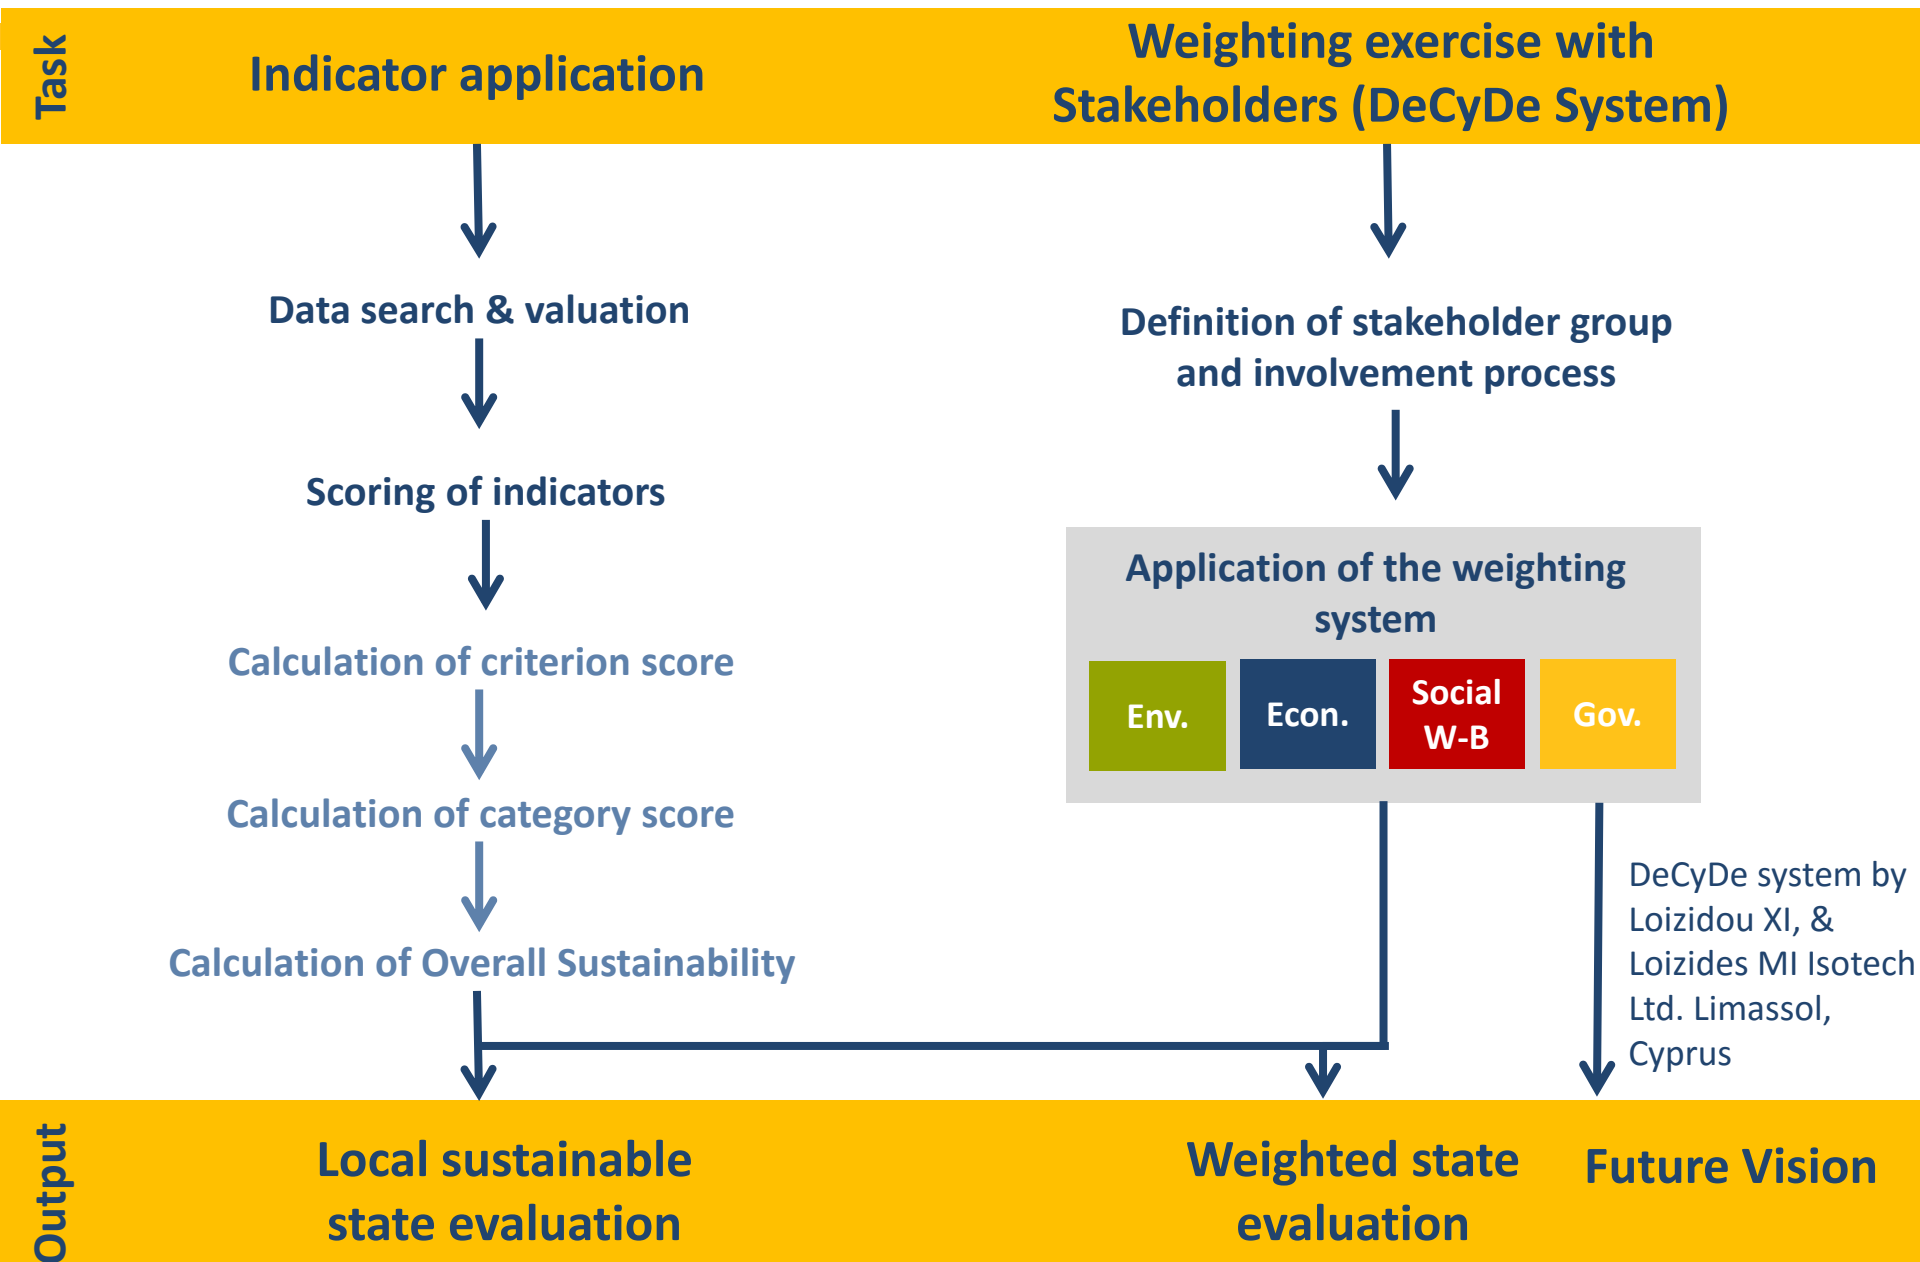 Task
Indicator application
Weighting exercise with
Stakeholders (DeCyDe System)
Data search & valuation
Scoring of indicators
Calculation of criterion score
Calculation of category score
Calculation of Overall Sustainability
Definition of stakeholder group
and involvement process
Application of the weighting
system
Env.
Econ.
Social
W-B
Gov.
DeCyDe system by
Loizidou XI, &
Loizides MI Isotech
Ltd. Limassol,
Cyprus
Output
Local sustainable
state evaluation
Weighted state
evaluation
Future Vision